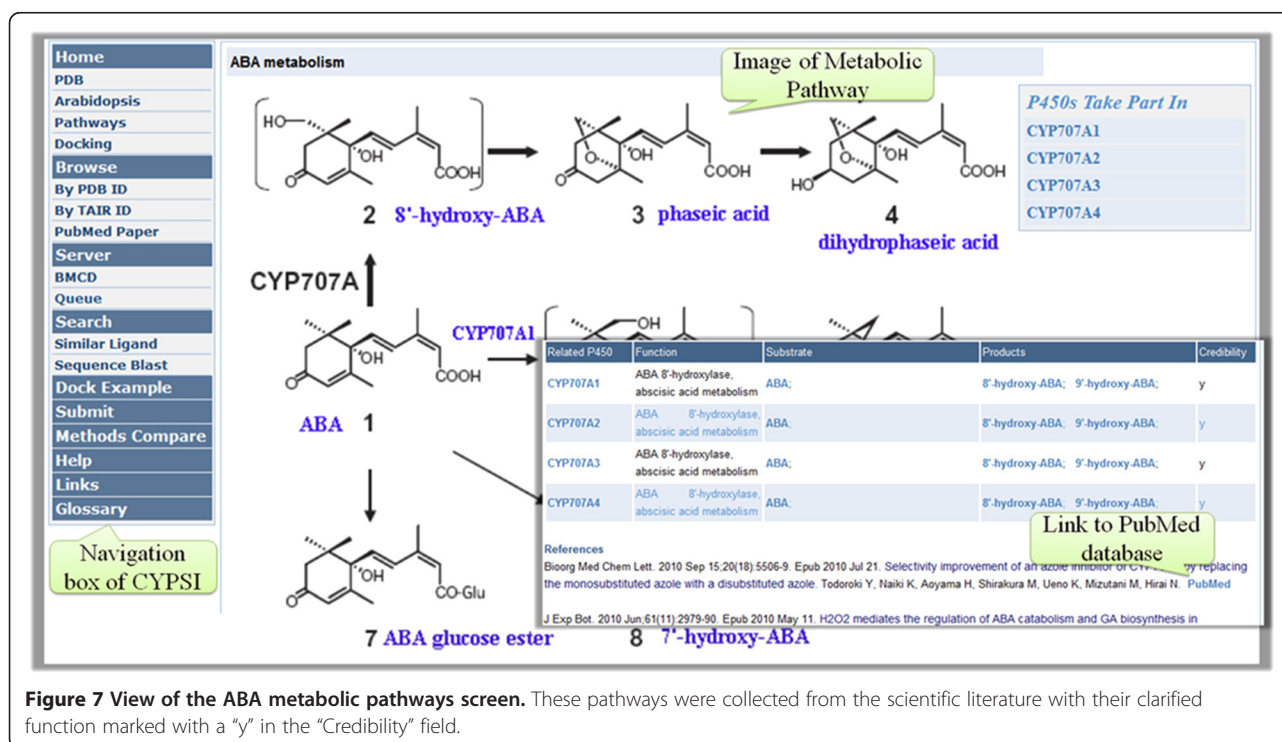 Home
PDB
Arabidopsis
Pathways
Docking
Browse
By PDB ID
By TAIR ID
PubMed Paper
Server
BMCD
Queue
Search
Similar Ligand
Sequence Blast
Dock Example
Submit
Methods Compare
Help
Links
Glossary
Navigation
box of CYPSI
ABA metabolism
Image of Metabolic
Pathway
P450s Take Part In
CYP707A1
CYP707A2
CYP707A3
CYP707A4
HO
OH
O
COOH
2 8'-hydroxy-ABA
O
OH
O
COOH
3 phaseic acid
O
OH
HO
COOH
4
dihydrophaseic acid
CYP707A
OH
O
COOH
ABA 1
CYP707A1
OH
Related P450 Function Substrate Products Credibility
CYP707A1 ABA 8'-hydroxylase, abscisic acid metabolism ABA; 8'-hydroxy-ABA; 9'-hydroxy-ABA; y
CYP707A2 ABA 8'-hydroxylase, abscisic acid metabolism ABA; 8'-hydroxy-ABA; 9'-hydroxy-ABA; y
CYP707A3 ABA 8'-hydroxylase, abscisic acid metabolism ABA; 8'-hydroxy-ABA; 9'-hydroxy-ABA; y
CYP707A4 ABA 8'-hydroxylase, abscisic acid metabolism ABA; 8'-hydroxy-ABA; 9'-hydroxy-ABA; y
Link to PubMed
database
References
Bioorg Med Chem Lett. 2010 Sep 15;20(18):5506-9. Epub 2010 Jul 21. Selectivity improvement of an azole inhibitor of by replacing
the monosubstituted azole with a disubstituted azole. Todoroki Y, Naiki K, Aoyama H, Shirakura M, Ueno K, Mizutani M, Hirai N. PubMed
J Exp Bot. 2010 Jun;61(11):2979-90. Epub 2010 May 11. H2O2 mediates the regulation of ABA catabolism and GA biosynthesis in
OH
O
CO-Glu
7 ABA glucose ester
8 7'-hydroxy-ABA
Figure 7 View of the ABA metabolic pathways screen. These pathways were collected from the scientific literature with their clarified
function marked with a "y" in the "Credibility" field.